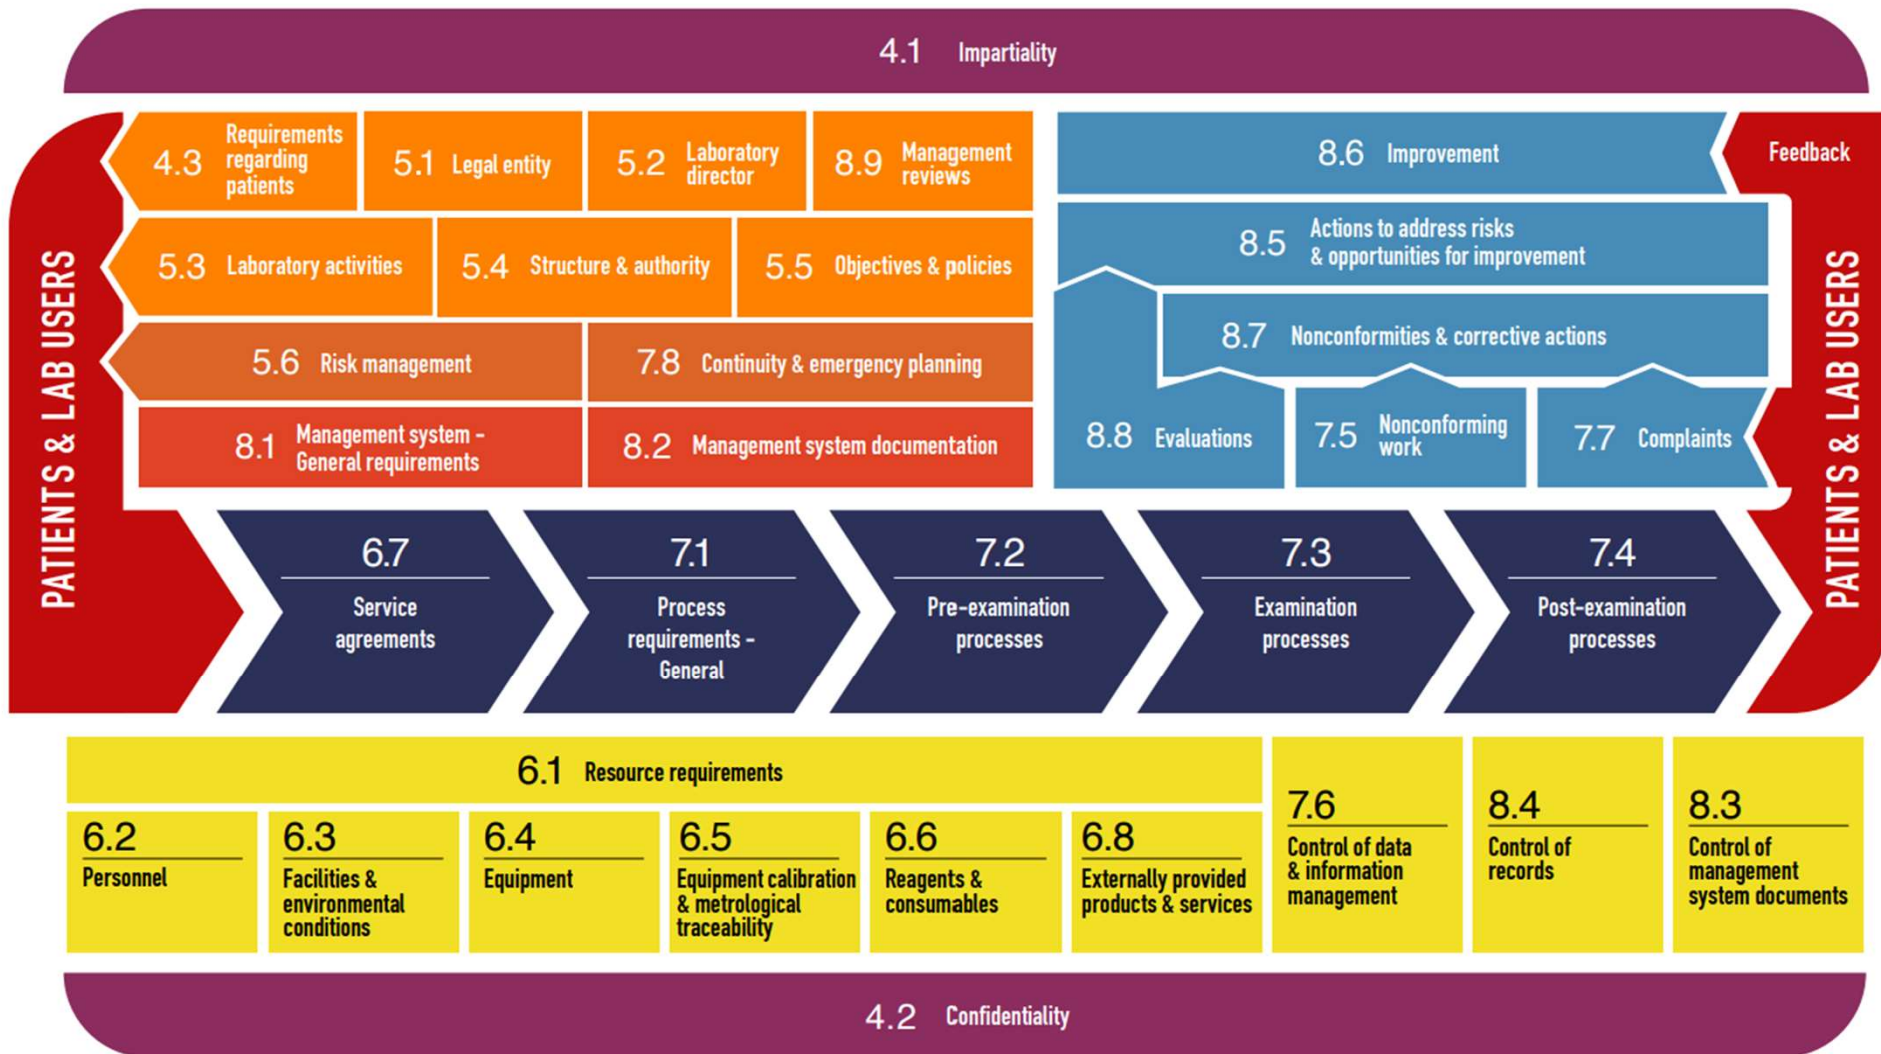 4.1 Impartiality
PATIENTS & LAB USERS
4.3 Requirements
regarding
patients
5.1 Legal entity
5.2 Laboratory
director
8.9 Management
reviews
5.3 Laboratory activities
5.4 Structure & authority
5.5 Objectives & policies
5.6 Risk management
7.8 Continuity & emergency planning
8.1 Management system –
General requirements
8.2 Management system documentation
8.6 Improvement
Feedback
8.5 Actions to address risks
& opportunities for improvement
8.7 Nonconformities & corrective actions
8.8 Evaluations
7.5 Nonconforming
work
7.7 Complaints
PATIENTS & LAB USERS
6.7
Service
agreements
7.1
Process
requirements –
General
7.2
Pre-examination
processes
7.3
Examination
processes
7.4
Post-examination
processes
6.1 Resource requirements
6.2
Personnel
6.3
Facilities &
environmental
conditions
6.4
Equipment
6.5
Equipment calibration
& metrological
traceability
6.6
Reagents &
consumables
6.8
Externally provided
products & services
7.6
Control of data
& information
management
8.4
Control of
records
8.3
Control of
management
system documents
4.2 Confidentiality